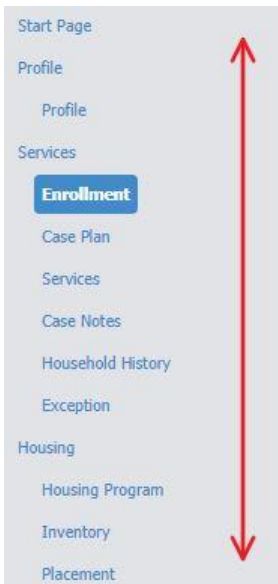 Start Page
Profile
Profile
Services
Enrollment
Case Plan
Services
Case Notes
Household History
Exception
Housing
Housing Program
Inventory
Placement